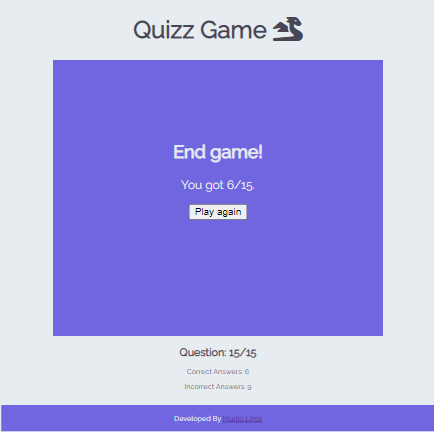 Quizz Game
End game!
You got 6/15.
Play again
Question: 15/15
Correct Answers: 6
Incorrect Answers: 9
Developed By Murilo Lima